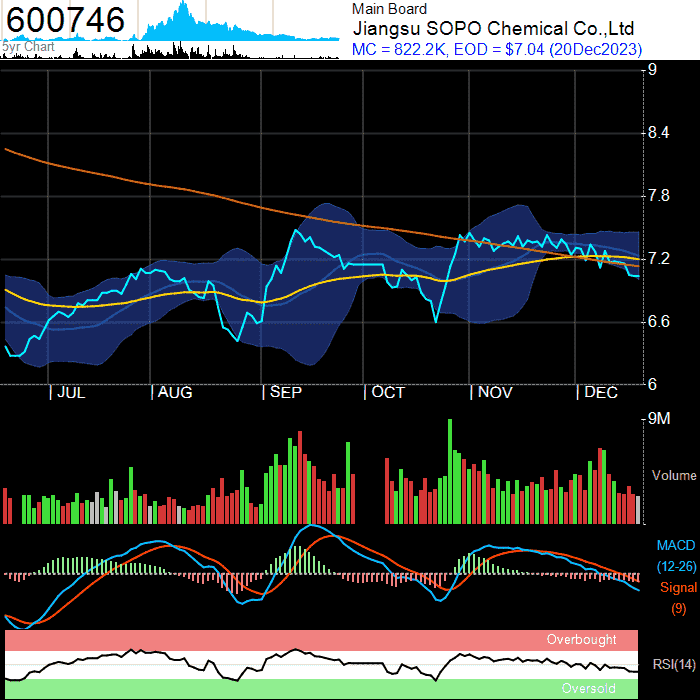 600746
5yr Chart
Main Board
Jiangsu SOPO Chemical Co.,Ltd
MC = 822.2K, EOD = $7.04 (20Dec2023)
9
8.4
7.8
7.2
6.6
6
JUL AUG SEP OCT NOV DEC
9M
Volume
MACD
(12-26)
Signal
(9)
Overbought
RSI(14)
Oversold